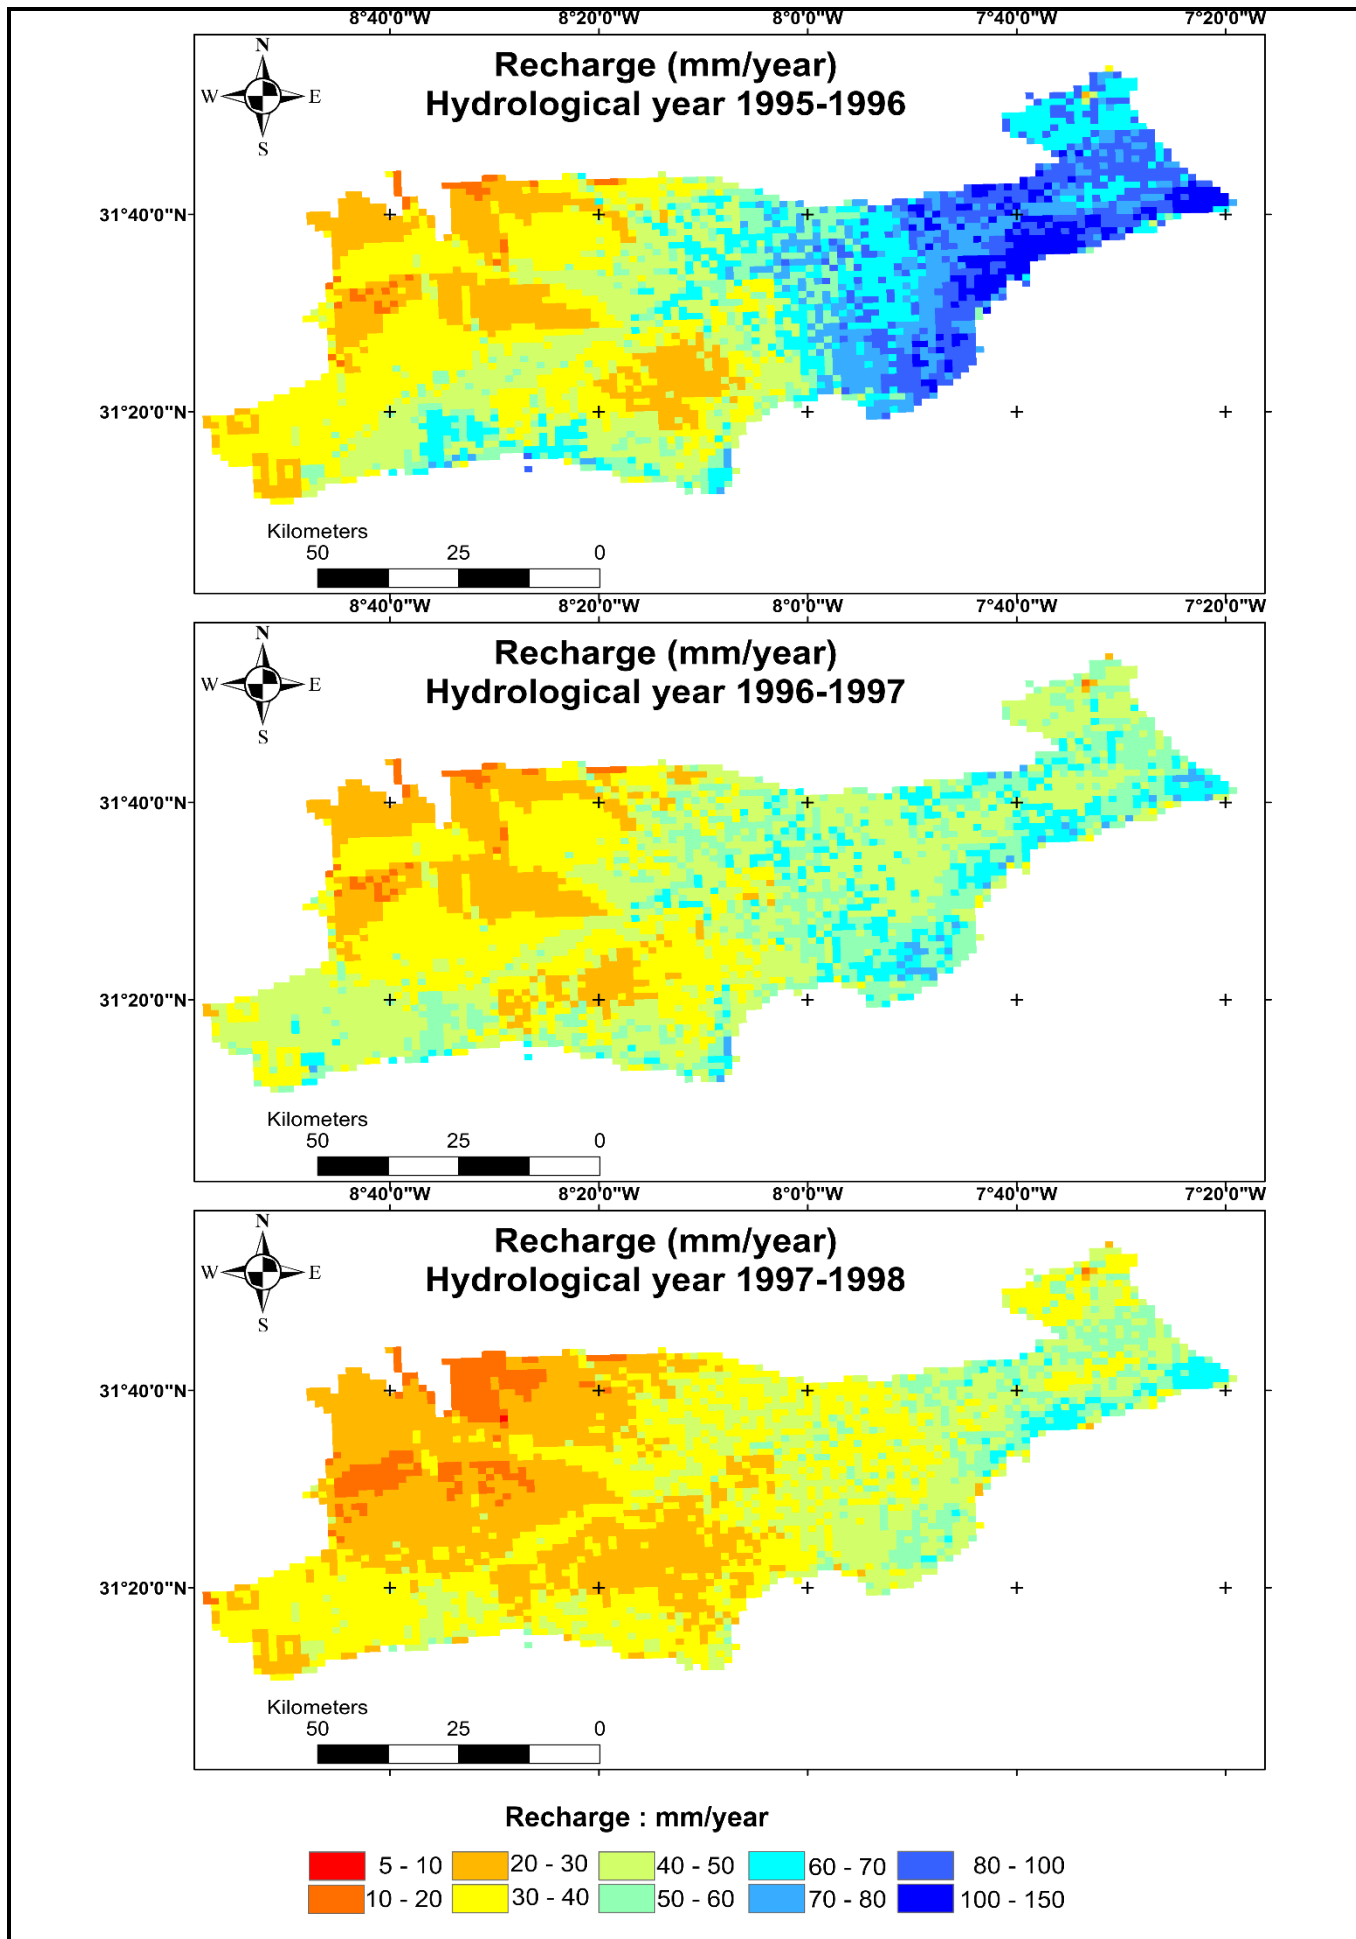 8°40'0"W 8°20'0"W 8°0'0"W 7°40'0"W 7°20'0"W
Recharge (mm/year)
Hydrological year 1995-1996
N
W E
S
31°40'0"N
31°20'0"N
Kilometers
50 25 0
8°40'0"W 8°20'0"W 8°0'0"W 7°40'0"W 7°20'0"W
Recharge (mm/year)
Hydrological year 1996-1997
N
W E
S
31°40'0"N
31°20'0"N
Kilometers
50 25 0
8°40'0"W 8°20'0"W 8°0'0"W 7°40'0"W 7°20'0"W
Recharge (mm/year)
Hydrological year 1997-1998
N
W E
S
31°40'0"N
31°20'0"N
Kilometers
50 25 0
Recharge : mm/year
5 - 10 20 - 30 40 - 50 60 - 70 80 - 100
10 - 20 30 - 40 50 - 60 70 - 80 100 - 150